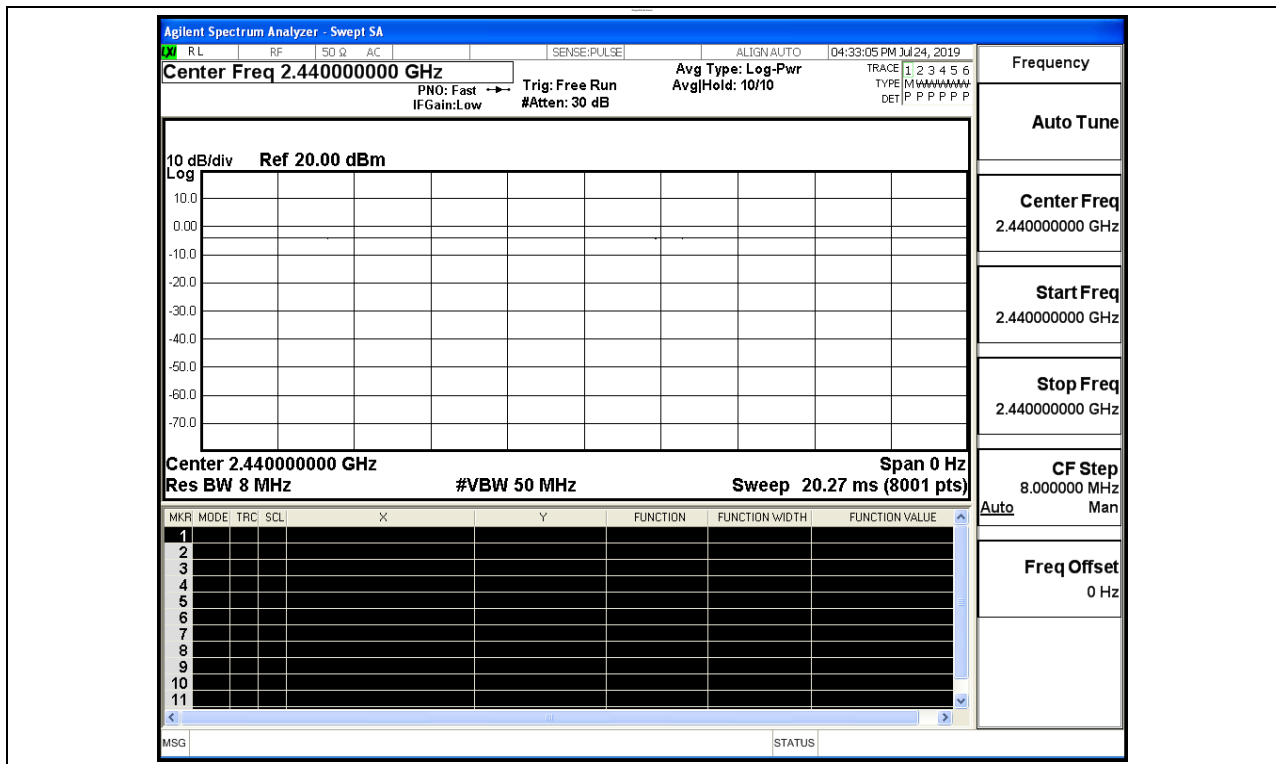 Agilent Spectrum Analyzer - Swept SA
LXI RL RF 50 Ω AC SENSE:PULSE ALIGN AUTO 04:33:05 PM Jul 24, 2019
Center Freq 2.440000000 GHz
PNO: Fast
IFGain:Low
Trig: Free Run
#Atten: 30 dB
Avg Type: Log-Pwr
Avg|Hold: 10/10
TRACE 1 2 3 4 5 6
TYPE M W W W W W
DET P P P P P P
10 dB/div Ref 20.00 dBm
Log
10.0
0.00
-10.0
-20.0
-30.0
-40.0
-50.0
-60.0
-70.0
Center 2.440000000 GHz Span 0 Hz
Res BW 8 MHz #VBW 50 MHz Sweep 20.27 ms (8001 pts)
MKR MODE TRC SCL X Y FUNCTION FUNCTION WIDTH FUNCTION VALUE
1
2
3
4
5
6
7
8
9
10
11
MSG STATUS
Frequency
Auto Tune
Center Freq
2.440000000 GHz
Start Freq
2.440000000 GHz
Stop Freq
2.440000000 GHz
CF Step
8.000000 MHz
Auto Man
Freq Offset
0 Hz